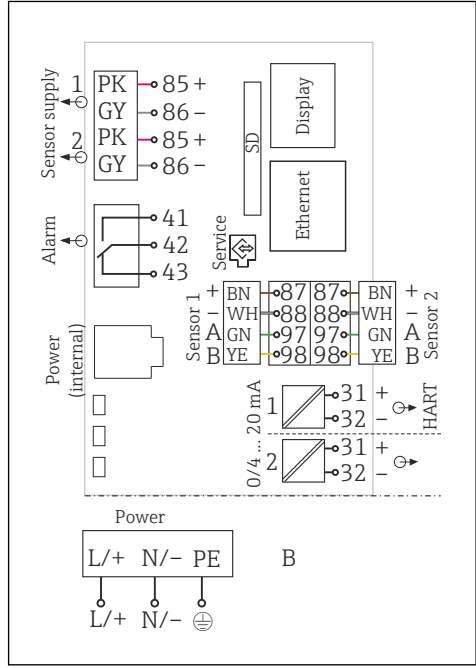 Sensor supply
1 PK 85 +
GY 86 –
2 PK 85 +
GY 86 –
Display
SD
Ethernet
Alarm
41
42
43
Service
Power
(internal)
Sensor 1
+ BN 87 87 BN +
– WH 88 88 WH –
A GN 97 97 GN A
B YE 98 98 YE B
Sensor 2
0/4 ... 20 mA
1 31 +
32 –
HART
2 31 +
32 –
Power
L/+ N/– PE
B
L/+ N/–